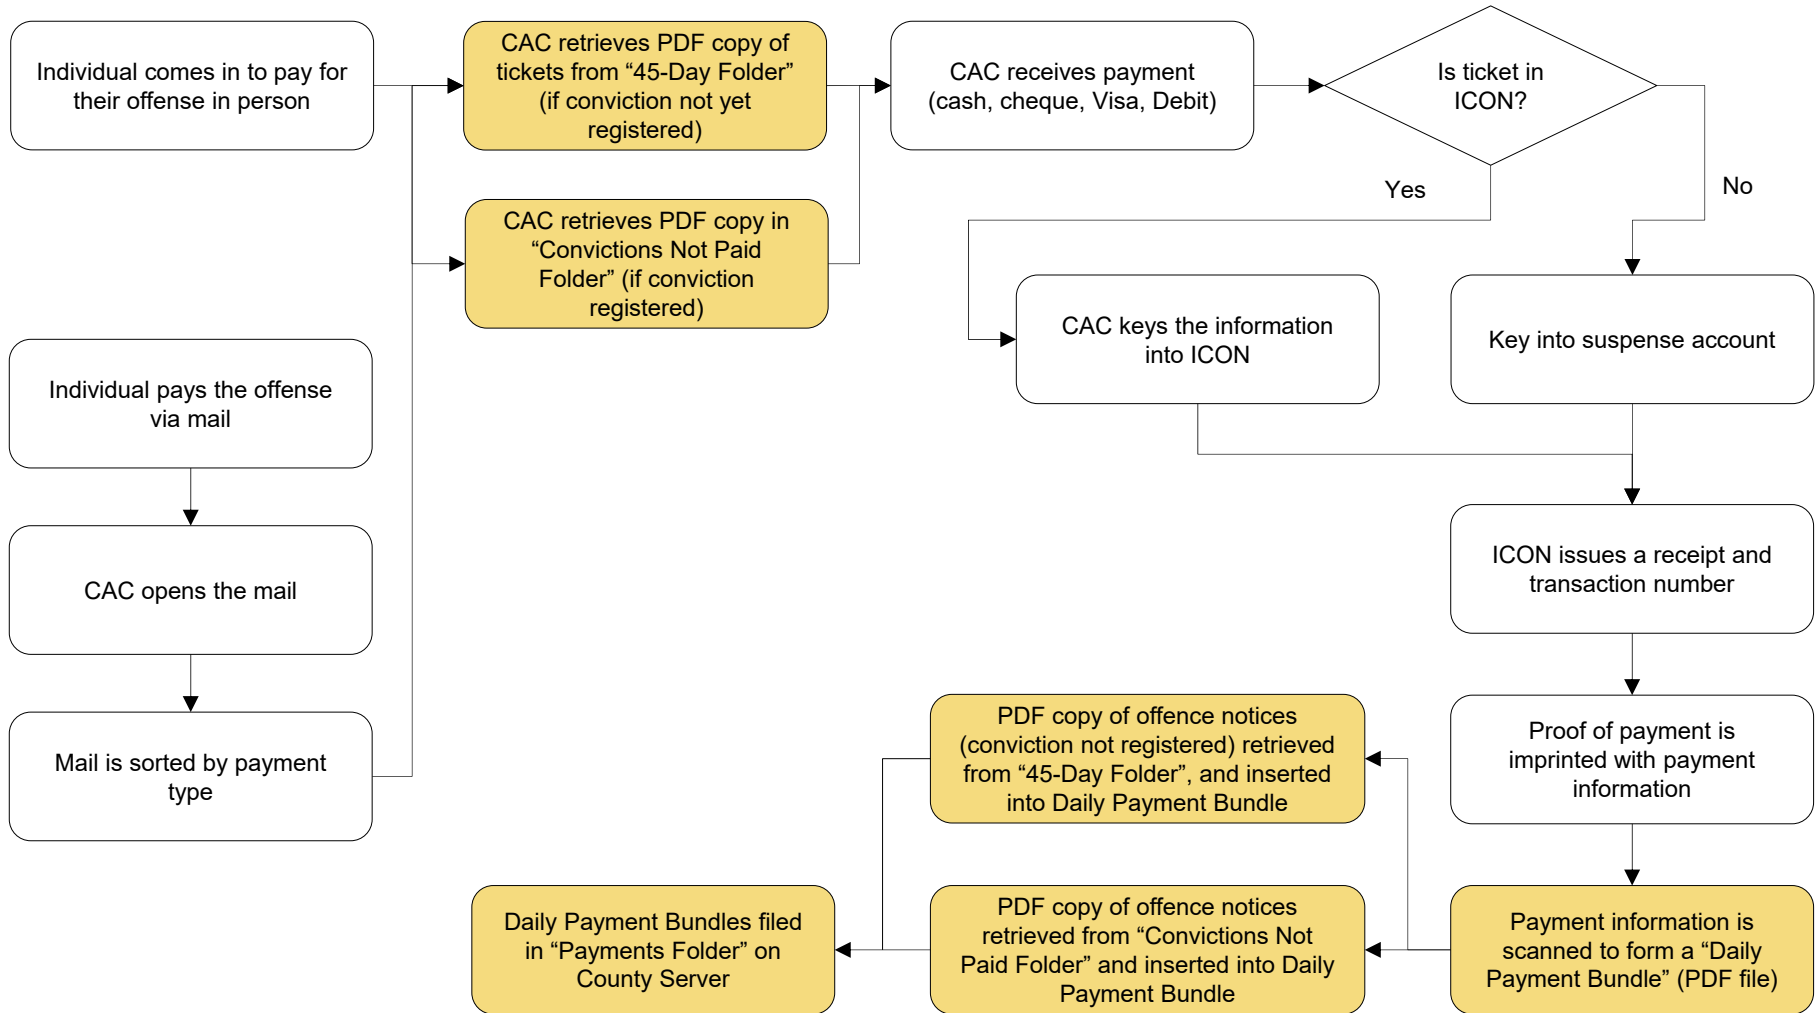 Individual comes in to pay for
their offense in person
CAC retrieves PDF copy of
tickets from “45-Day Folder”
(if conviction not yet
registered)
CAC receives payment
(cash, cheque, Visa, Debit)
Is ticket in
ICON?
Yes
No
CAC retrieves PDF copy in
“Convictions Not Paid
Folder” (if conviction
registered)
CAC keys the information
into ICON
Key into suspense account
Individual pays the offense
via mail
CAC opens the mail
Mail is sorted by payment
type
ICON issues a receipt and
transaction number
Proof of payment is
imprinted with payment
information
Payment information is
scanned to form a “Daily
Payment Bundle” (PDF file)
PDF copy of offence notices
(conviction not registered) retrieved
from “45-Day Folder”, and inserted
into Daily Payment Bundle
PDF copy of offence notices
retrieved from “Convictions Not
Paid Folder” and inserted into Daily
Payment Bundle
Daily Payment Bundles filed
in “Payments Folder” on
County Server